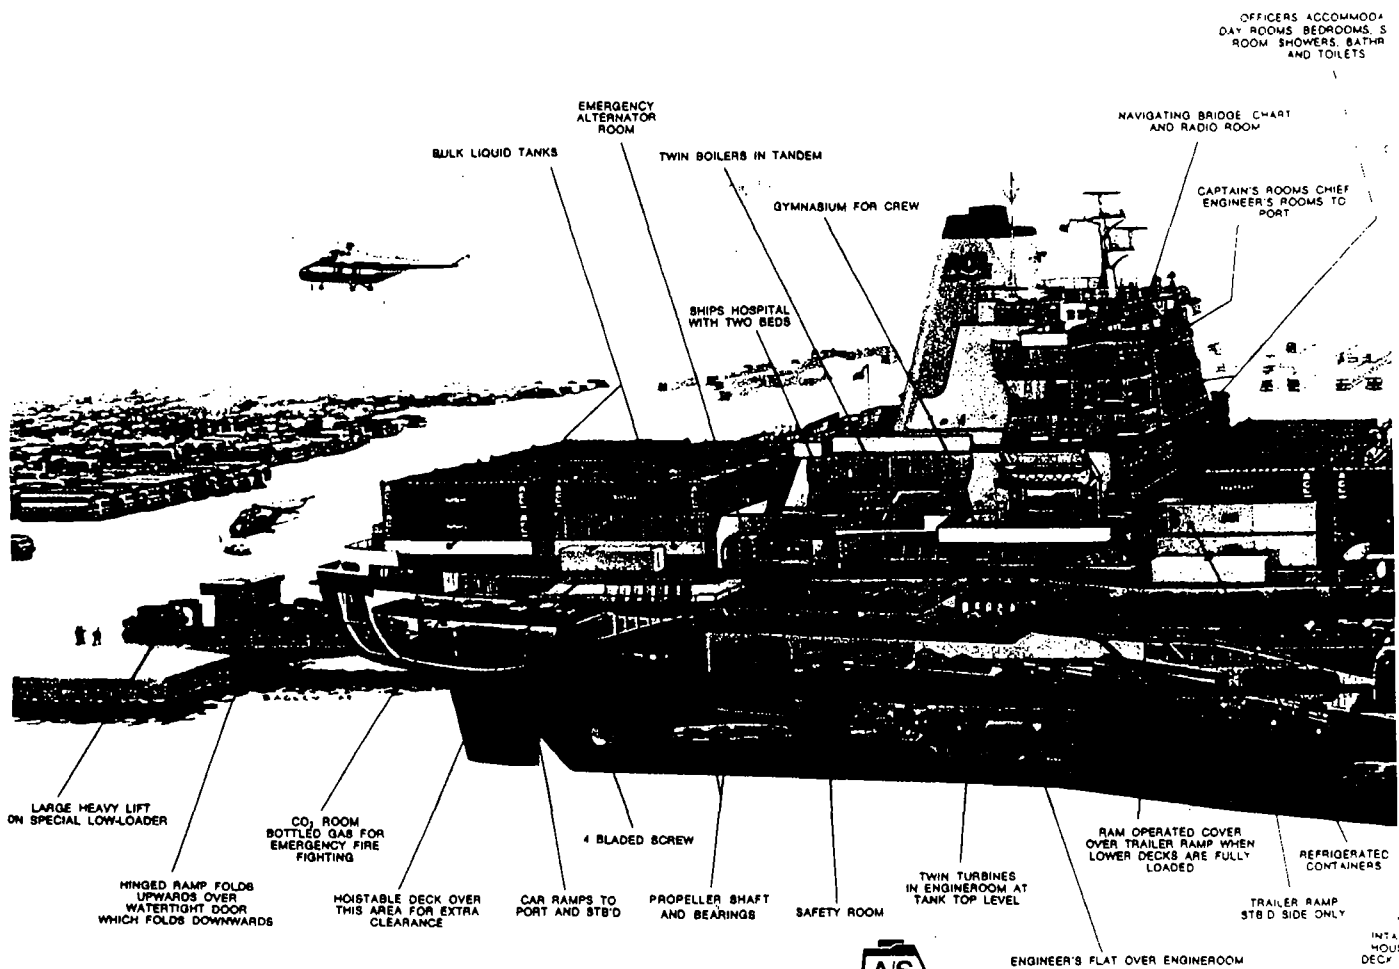 OFFICERS
DAY ROOMS BEDROOMS,
ROOM SHOWERS,
AND TOILETS
EMERGENCY
ALTERNATOR
ROOM
NAVIGATING BRIDGE CHART
AND RADIO ROOM
BULK LIQUID TANKS
TWIN BOILERS IN TANDEM
GYMNASIUM FOR CREW
CAPTAIN'S ROOMS CHIEF
ENGINEER'S ROOMS TO
PORT
SHIPS HOSPITAL
WITH TWO BEDS
LARGE HEAVY LIFT
ON SPECIAL LOW-LOADER
HINGED RAMP FOLDS
UPWARDS OVER
WATERTIGHT DOOR
WHICH FOLDS DOWNWARDS
CO₂ ROOM
BOTTLED GAS FOR
EMERGENCY FIRE
FIGHTING
HOISTABLE DECK OVER
THIS AREA FOR EXTRA
CLEARANCE
CAR RAMPS TO
PORT AND STB'D
4 BLADED SCREW
PROPELLER SHAFT
AND BEARINGS
SAFETY ROOM
TWIN TURBINES
IN ENGINEROOM AT
TANK TOP LEVEL
ENGINEER'S FLAT OVER ENGINEROOM
RAM OPERATED COVER
OVER TRAILER RAMP WHEN
LOWER DECKS ARE FULLY
LOADED
TRAILER RAMP
STB'D SIDE ONLY
REFRIGERATED
CONTAINERS
A/S